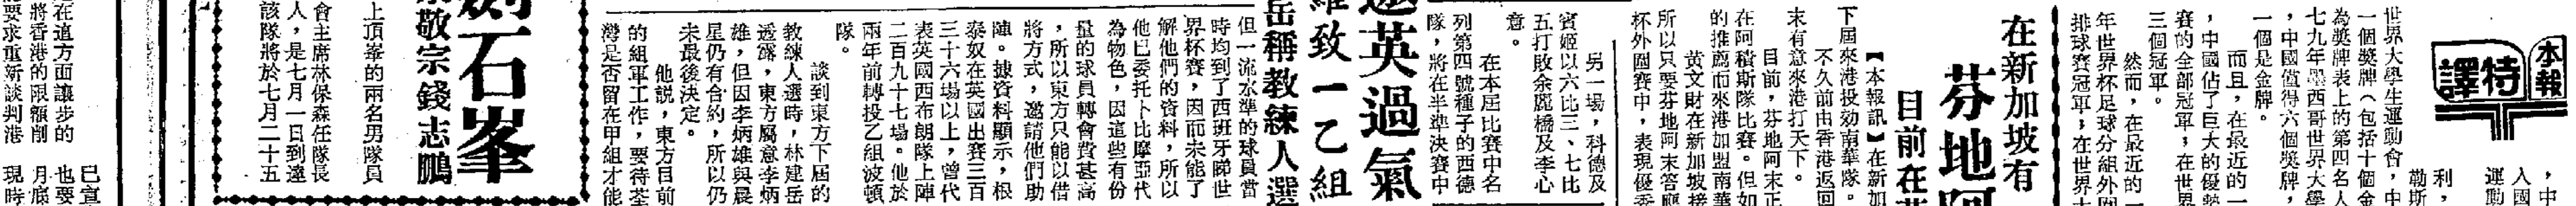 ，中
入國
運動
利，
勒斯
本報
特譯
世界大學生運動會，中
一個獎牌（包括十個金
為獎牌表上的第四名人
七九年墨西哥世界大學
，中國值得六個獎牌，
一個是金牌。
而且，在最近的一
，中國佔了巨大的優勢
賽的全部冠軍；在世界
三個冠軍。
然而，在最近的一
年世界杯足球分組外圍
排球賽冠軍；在世界
在新加坡有
芬地阿
目前在
【本報訊】在新加
下屆來港投効南華隊。
不久前由香港返回
末有意來港打天下。
目前，芬地阿末正
在阿積斯隊比賽。但如
的推薦而來港加盟南華
黃文財在新加坡接
所以只要芬地阿末答應
杯外圍賽中，表現優秀
另一場，科德及
賓姬以六比三、七比
五打敗余麗橋及李心
意。
在本屆比賽中名
列第四號種子的西德
隊，將在半準決賽中
英過氣
維致一乙組
岳稱教練人選
但一流水準的球員當
時均到了西班牙睇世
界杯賽，因而未能了
解他們的資料，所以
他已委托卜比摩亞代
為物色，因這些有份
量的球員轉會費甚高
，所以東方只能以借
將方式，邀請他們助
陣。據資料顯示，根
泰奴在英國出賽三百
三十六場以上，曾代
表英國西布朗隊上陣
二百九十七場。他於
兩年前轉投乙組波頓
隊。
談到東方下屆的
教練人選時，林建岳
透露，東方屬意李炳
雄，但因李炳雄與晨
星仍有合約，所以仍
未最後決定。
他說，東方目前
的組軍工作，要待荃
灣是否留在甲組才能
石峯
敬宗錢志鵬
上頂峯的兩名男隊員
會主席林保森任隊長
人，是七月一日到達
該隊將於七月二十五
已宣
也要
月底
現時
在這方面讓步的
將香港的限額削
要求重新談判港